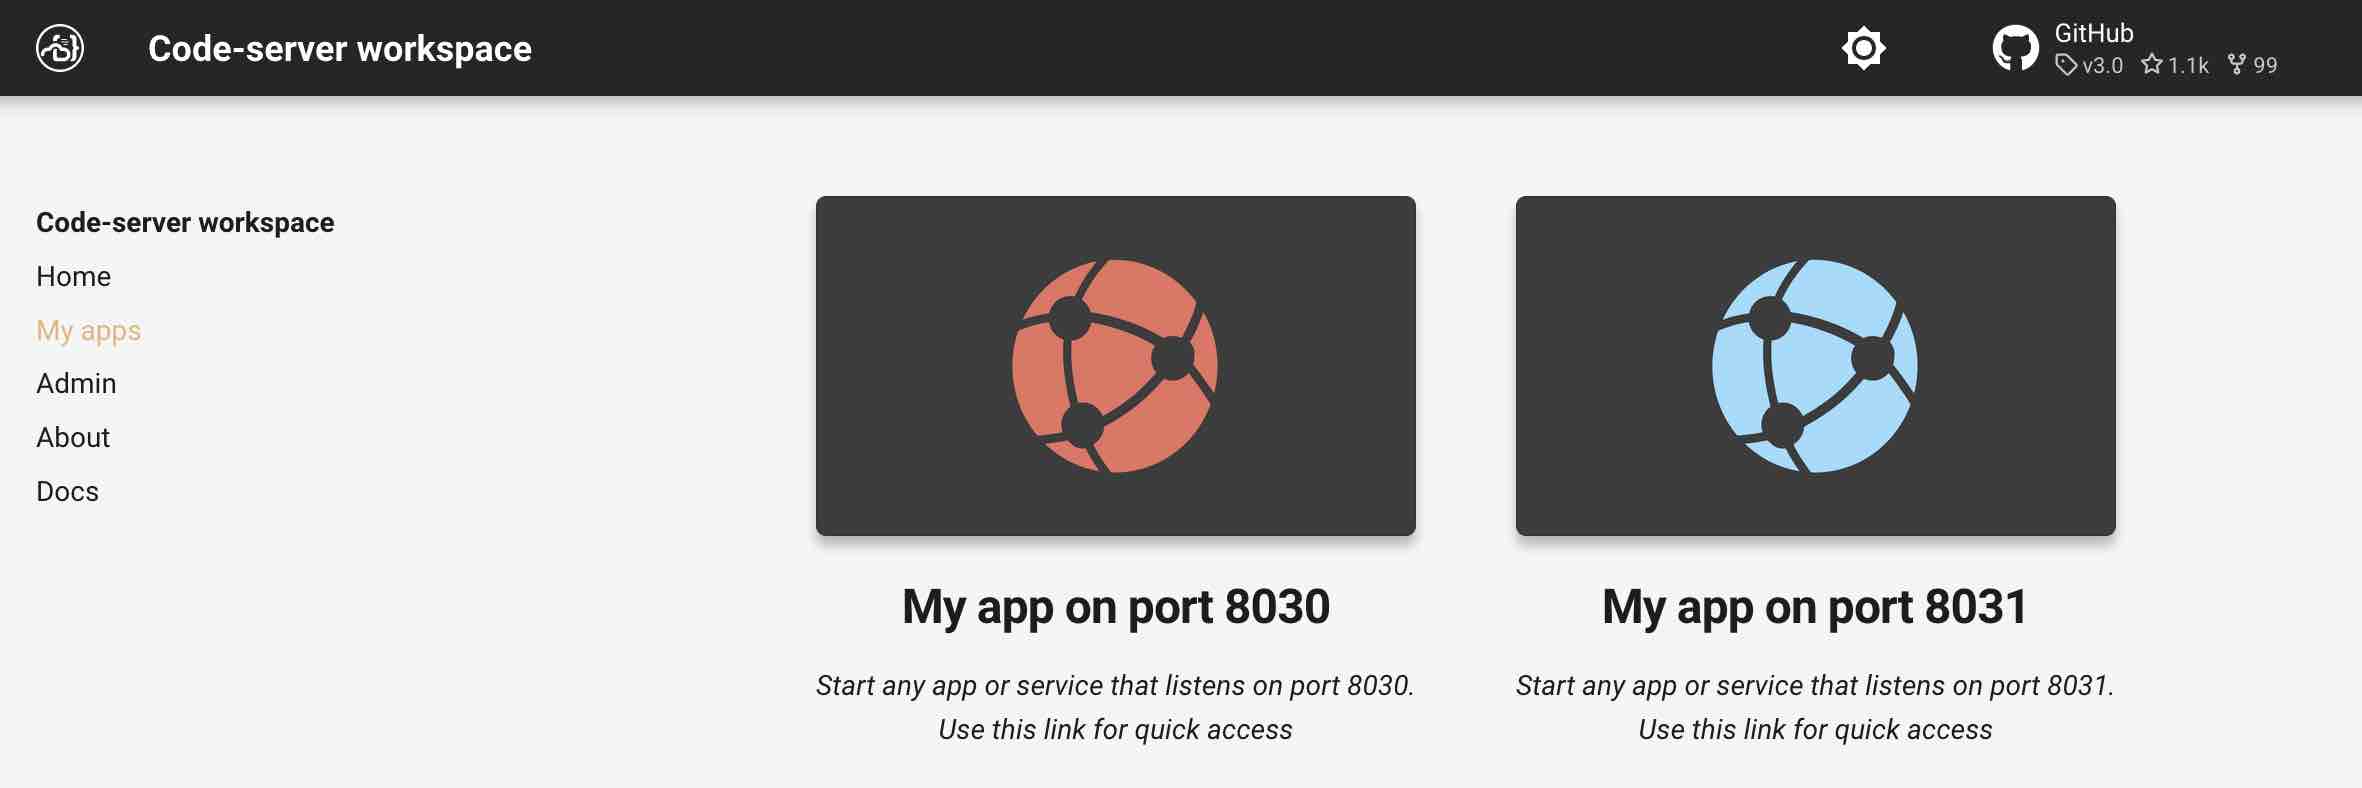 Code-server workspace
GitHub
v3.0 1.1k 99
Code-server workspace
Home
My apps
Admin
About
Docs
My app on port 8030
Start any app or service that listens on port 8030.
Use this link for quick access
My app on port 8031
Start any app or service that listens on port 8031.
Use this link for quick access